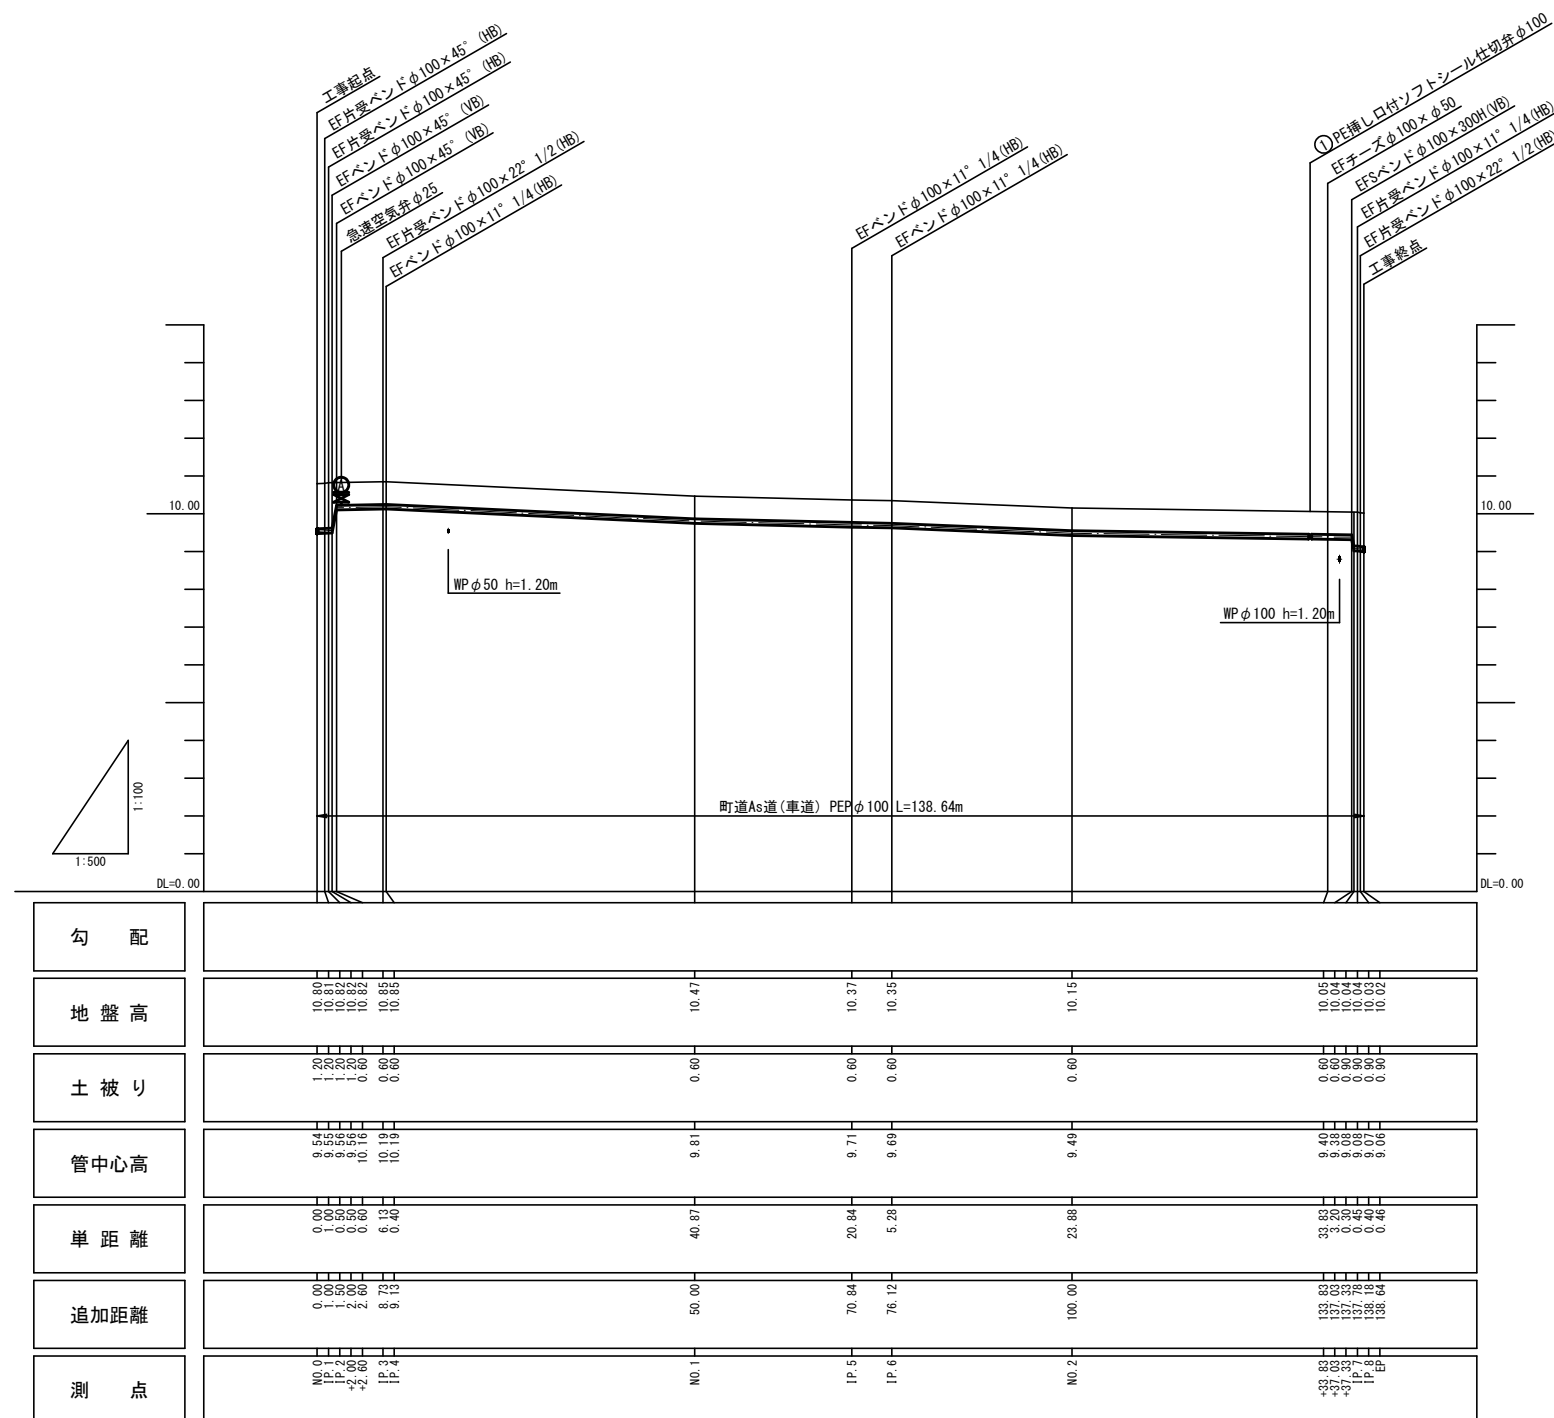 工事起点
EF片受ベンドφ100×45°(HB)
EF片受ベンドφ100×45°(HB)
EFベンドφ100×45°(VB)
EFベンドφ100×45°(VB)
急速空気弁φ25
EF片受ベンドφ100×22°1/2(HB)
EFベンドφ100×11°1/4(HB)
EFベンドφ100×11°1/4(HB)
EFベンドφ100×11°1/4(HB)
①PE挿し口付ソフトシール仕切弁φ100
EFチーズφ100×φ50
EFSベンドφ100×300H(VB)
EF片受ベンドφ100×11°1/4(HB)
EF片受ベンドφ100×22°1/2(HB)
工事終点
A
10.00
10.00
WPφ50 h=1.20m
WPφ100 h=1.20m
町道As道(車道) PEPφ100 L=138.64m
1:100
1:500
DL=0.00
DL=0.00
勾 配
地盤高 10.80 10.81 10.82 10.82 10.82 10.85 10.85 10.47 10.37 10.35 10.15 10.05 10.04 10.04 10.04 10.03 10.02
土被り 1.20 1.20 1.20 1.20 0.60 0.60 0.60 0.60 0.60 0.60 0.60 0.60 0.60 0.90 0.90 0.90 0.90
管中心高 9.54 9.55 9.56 9.56 10.16 10.19 10.19 9.81 9.71 9.69 9.49 9.40 9.38 9.08 9.08 9.07 9.06
単距離 0.00 1.00 0.50 0.50 0.60 6.13 0.40 40.87 20.84 5.28 23.88 33.83 3.20 0.30 0.45 0.40 0.46
追加距離 0.00 1.00 1.50 2.00 2.60 8.73 9.13 50.00 70.84 76.12 100.00 133.83 137.03 137.33 137.78 138.18 138.64
測 点 NO.0 IP.1 IP.2 +2.00 +2.60 IP.3 IP.4 NO.1 IP.5 IP.6 NO.2 +33.83 +37.03 +37.33 IP.7 IP.8 EP